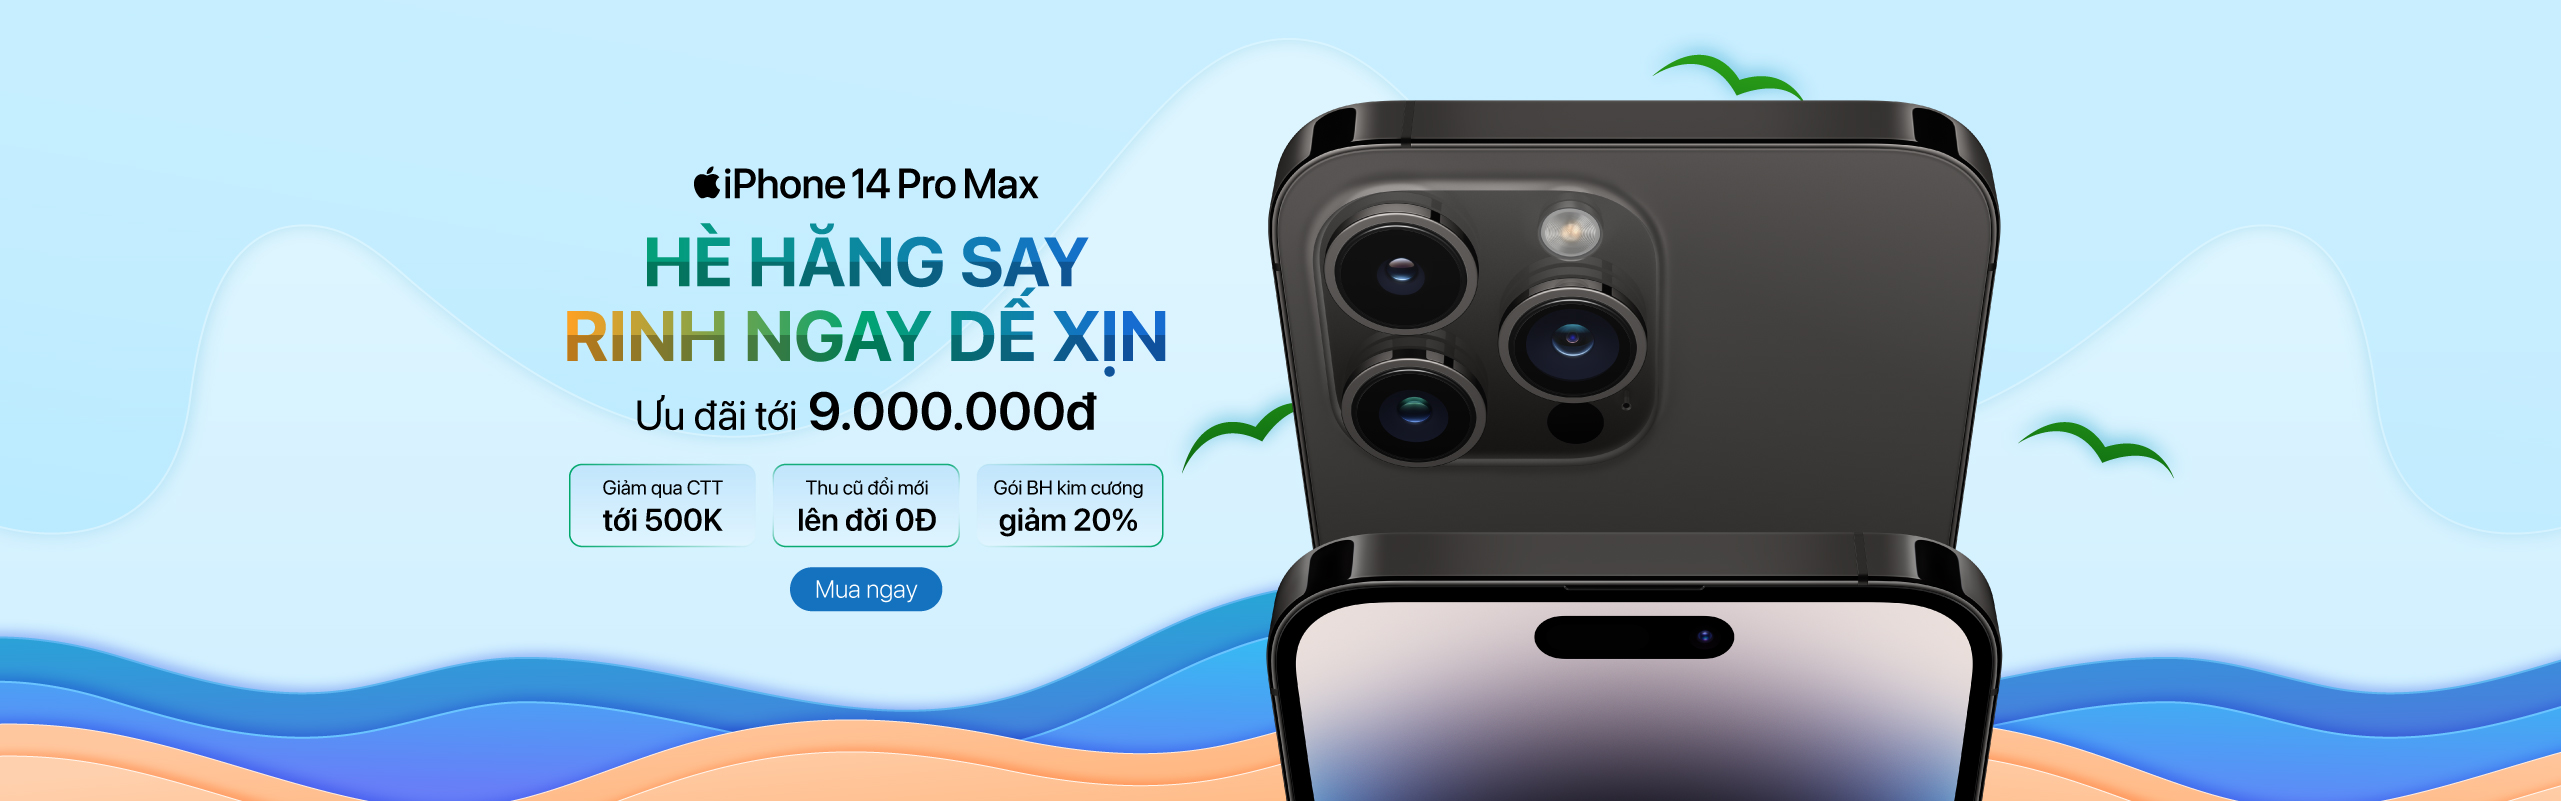 iPhone 14 Pro Max
HÈ HĂNG SAY
RINH NGAY DẾ XỊN
Ưu đãi tới 9.000.000đ
Giảm qua CTT
tới 500K
Thu cũ đổi mới
lên đời 0Đ
Gói BH kim cương
giảm 20%
Mua ngay